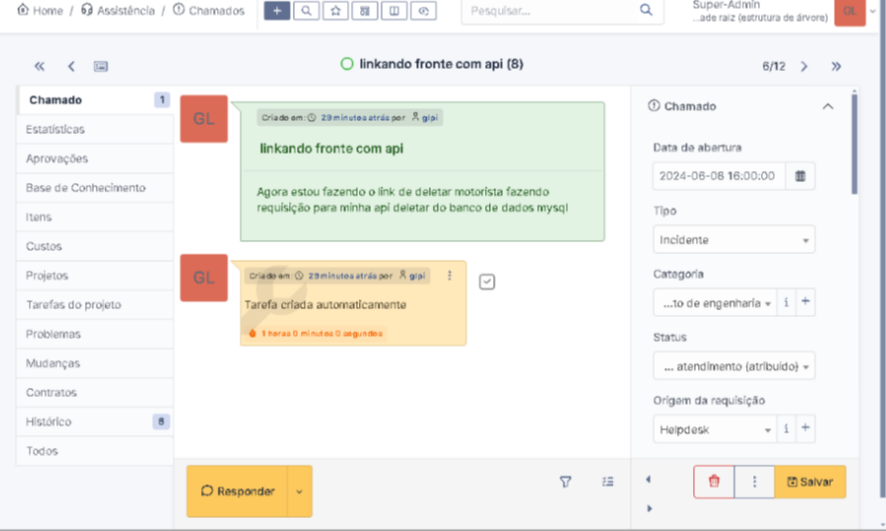 Home / Assistência / Chamados
Pesquisar...
Super-Admin
...ade raiz (estrutura de árvore)
GL
linkando fronte com api (8)
6/12
Chamado 1
Estatísticas
Aprovações
Base de Conhecimento
Itens
Custos
Projetos
Tarefas do projeto
Problemas
Mudanças
Contratos
Histórico 8
Todos
GL
Criado em: 29 minutos atrás por glpi
linkando fronte com api
Agora estou fazendo o link de deletar motorista fazendo
requisição para minha api deletar do banco de dados mysql
GL
Criado em: 29 minutos atrás por glpi
Tarefa criada automaticamente
1 horas 0 minutos 0 segundos
Responder
Chamado
Data de abertura
2024-06-06 16:00:00
Tipo
Incidente
Categoria
...to de engenharia
Status
... atendimento (atribuído)
Origem da requisição
Helpdesk
Salvar